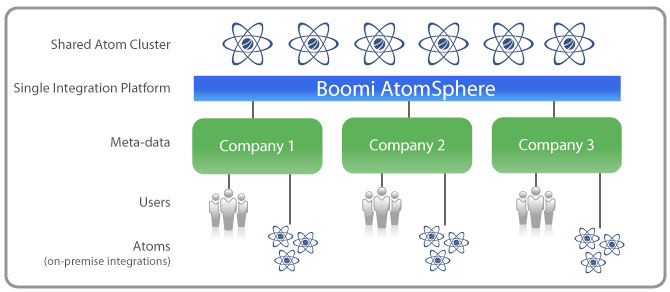 Shared Atom Cluster
Single Integration Platform
Boomi AtomSphere
Meta-data
Company 1
Company 2
Company 3
Users
Atoms
(on-premise integrations)